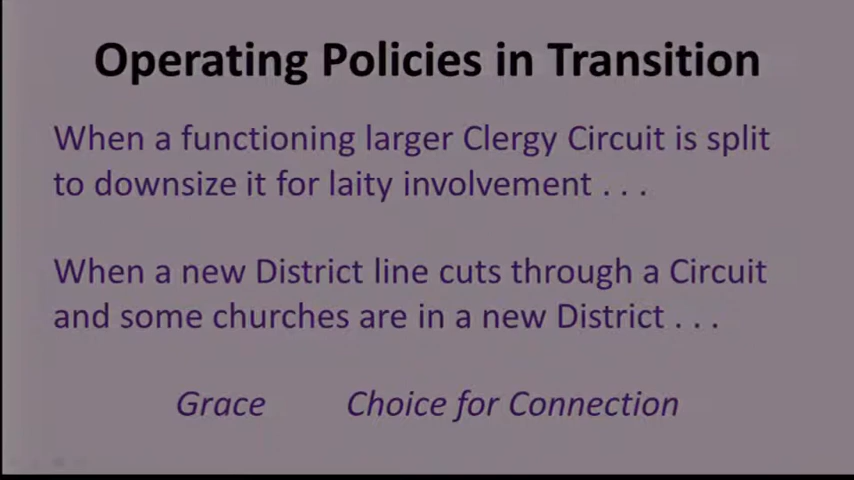 Operating Policies in Transition
When a functioning larger Clergy Circuit is split
to downsize it for laity involvement . . .
When a new District line cuts through a Circuit
and some churches are in a new District . . .
Grace Choice for Connection